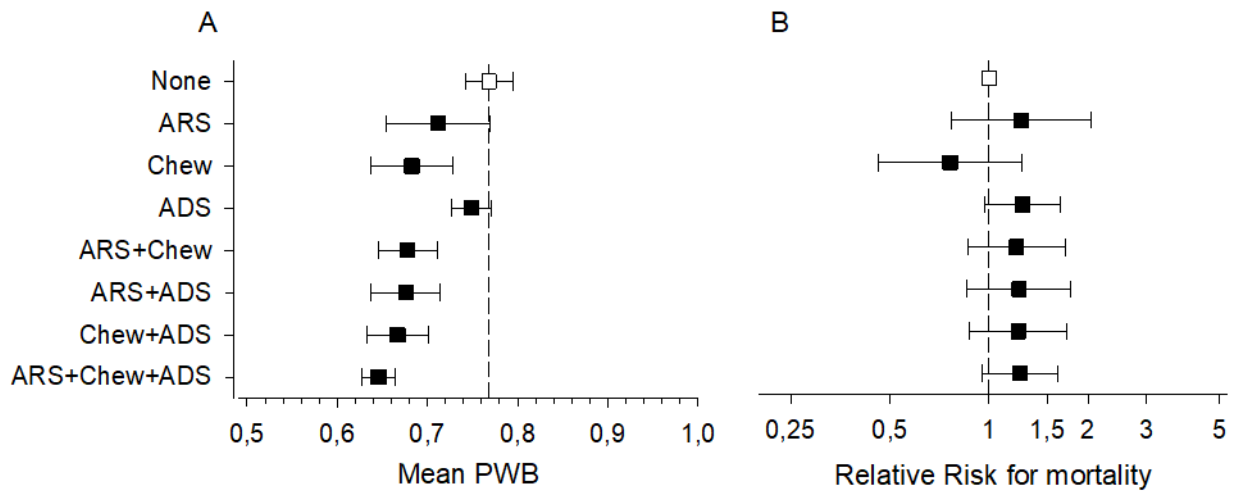 A
B
None
ARS
Chew
ADS
ARS+Chew
ARS+ADS
Chew+ADS
ARS+Chew+ADS
0,5 0,6 0,7 0,8 0,9 1,0
0,25 0,5 1 1,5 2 3 5
Mean PWB
Relative Risk for mortality